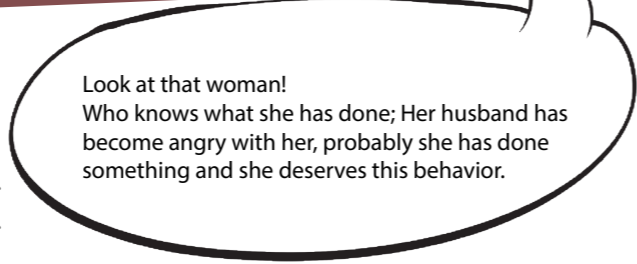 Look at that woman!
Who knows what she has done; Her husband has
become angry with her, probably she has done
something and she deserves this behavior.